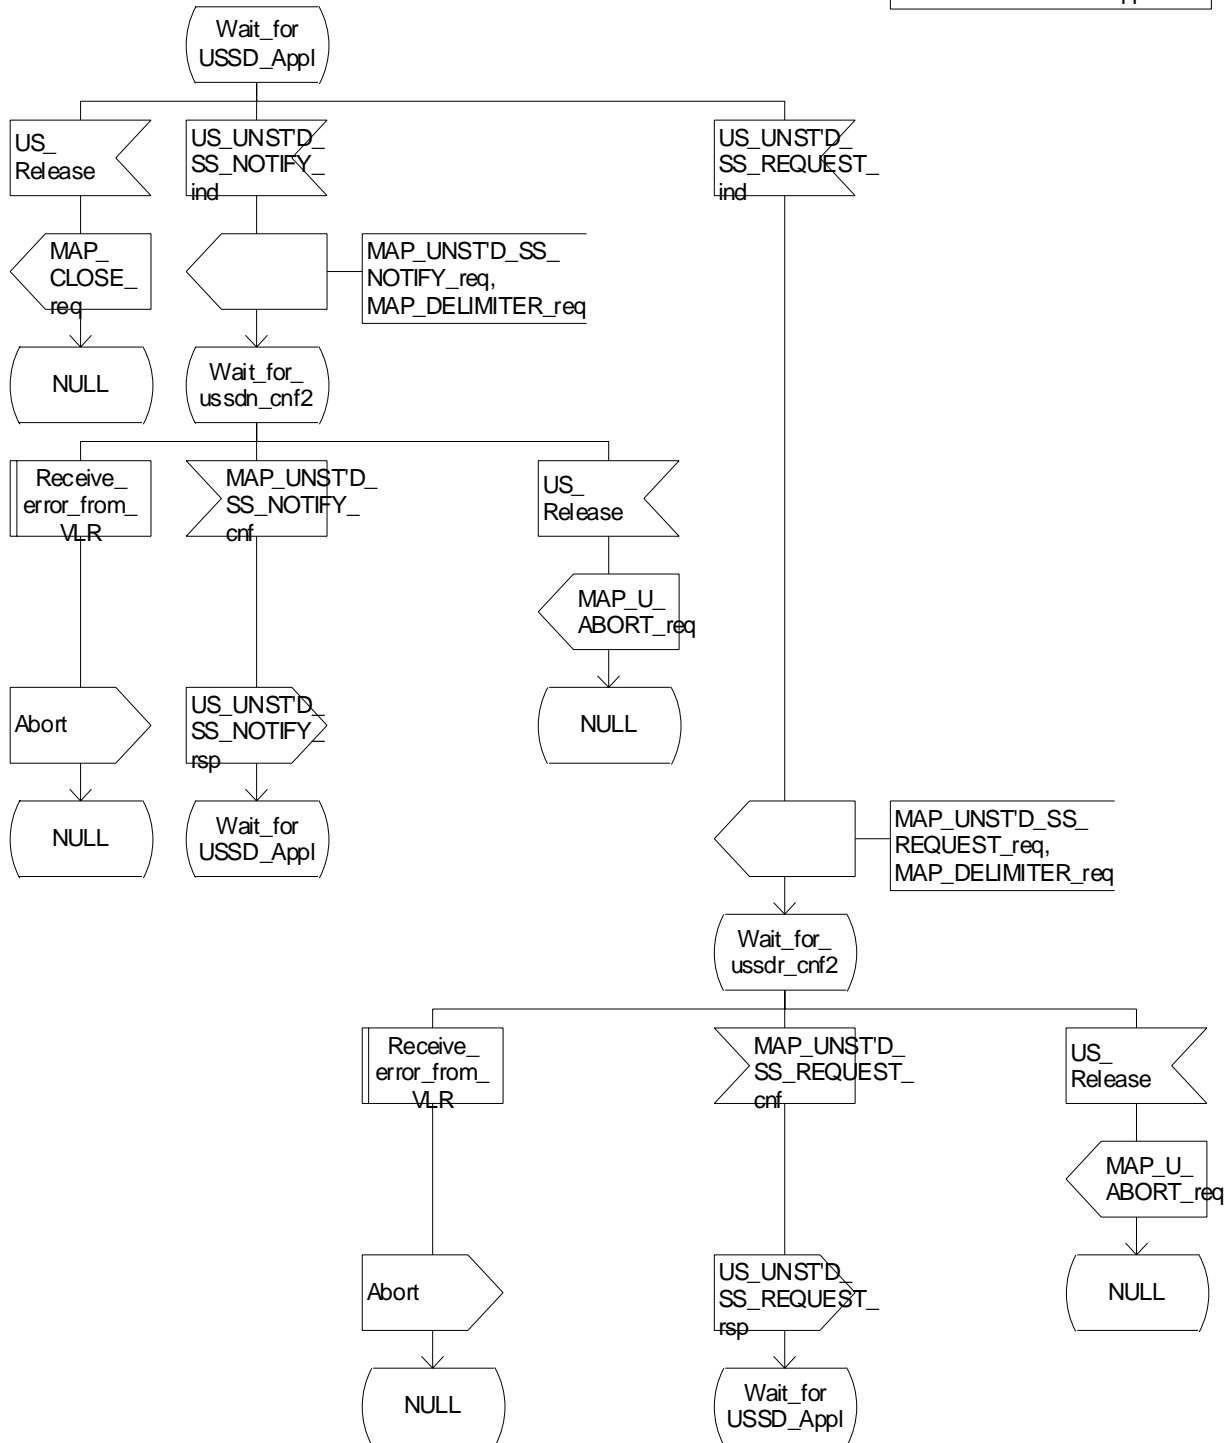 Wait_for
USSD_Appl
US_
Release
US_UNST'D_
SS_NOTIFY_
ind
US_UNST'D_
SS_REQUEST_
ind
MAP_
CLOSE_
req
MAP_UNST'D_SS_
NOTIFY_req,
MAP_DELIMITER_req
NULL
Wait_for_
ussdn_cnf2
Receive_
error_from_
VLR
MAP_UNST'D_
SS_NOTIFY_
cnf
US_
Release
MAP_U_
ABORT_req
Abort
US_UNST'D_
SS_NOTIFY_
rsp
NULL
NULL
Wait_for
USSD_Appl
MAP_UNST'D_SS_
REQUEST_req,
MAP_DELIMITER_req
Wait_for_
ussdr_cnf2
Receive_
error_from_
VLR
MAP_UNST'D_
SS_REQUEST_
cnf
US_
Release
MAP_U_
ABORT_req
Abort
US_UNST'D_
SS_REQUEST_
rsp
NULL
NULL
Wait_for
USSD_Appl